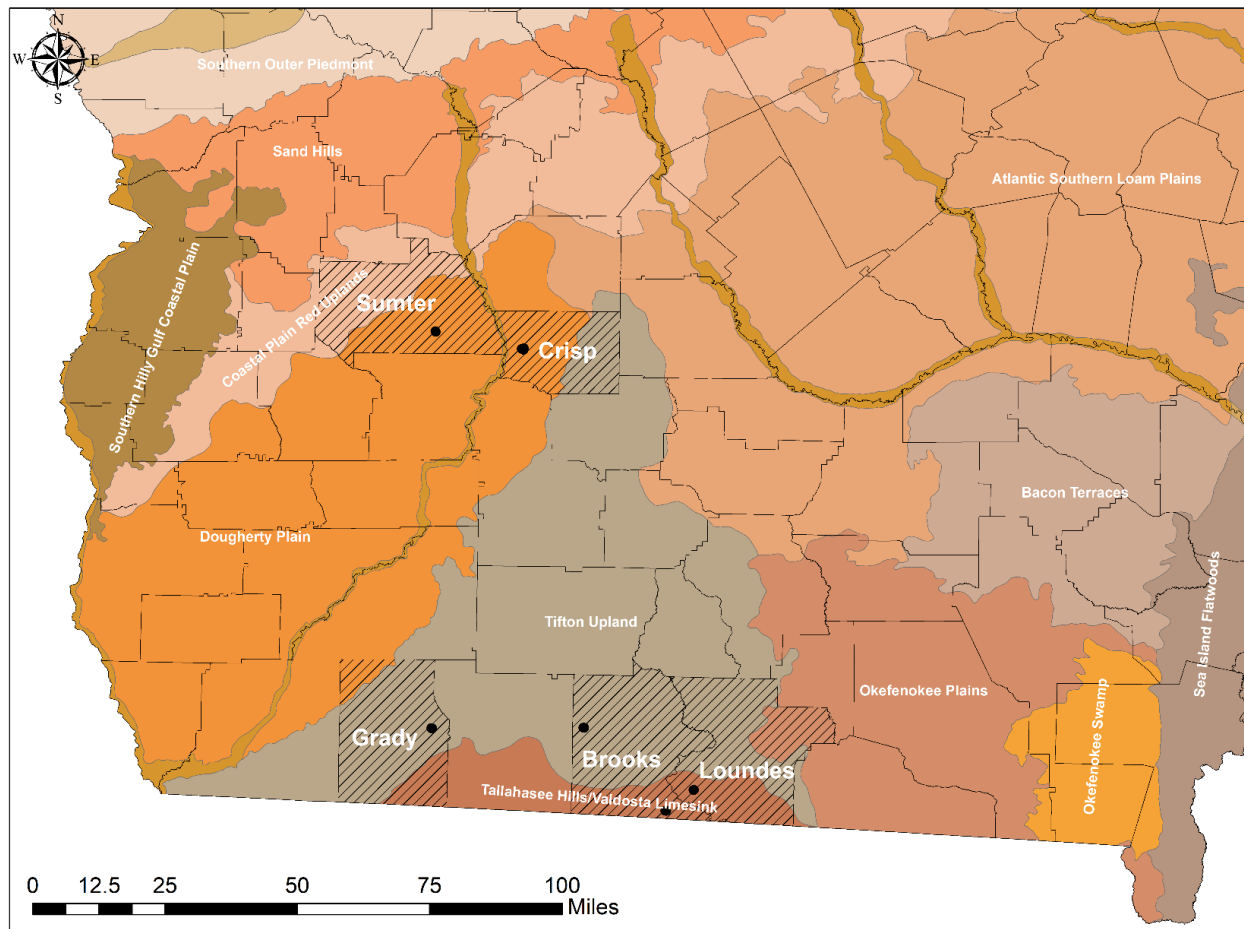 N
W E
S
Southern Outer Piedmont
Sand Hills
Atlantic Southern Loam Plains
Southern Hilly Gulf Coastal Plain
Coastal Plain Red Uplands
Sumter
Crisp
Bacon Terraces
Dougherty Plain
Sea Island Flatwoods
Tifton Upland
Okefenokee Plains
Okefenokee Swamp
Grady
Brooks
Loundes
Tallahasee Hills/Valdosta Limesink
0 12.5 25 50 75 100
Miles